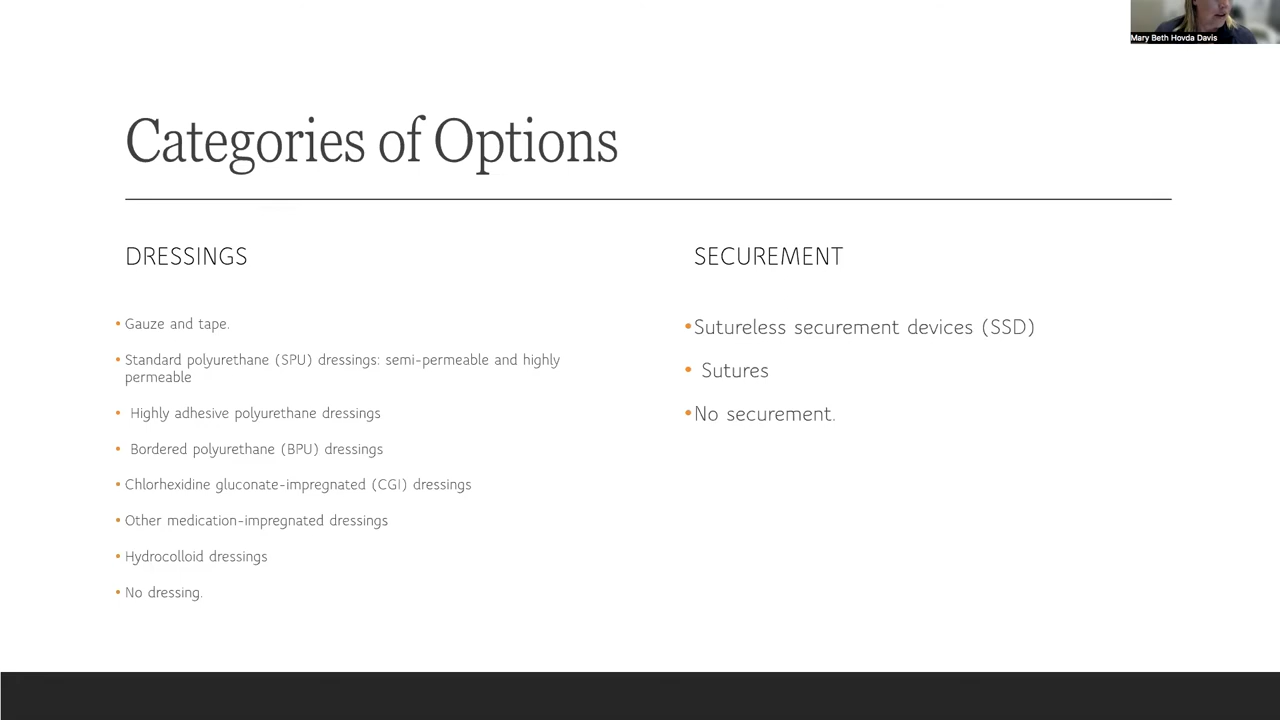 Mary Beth Hovda Davis
Categories of Options
DRESSINGS
• Gauze and tape.
• Standard polyurethane (SPU) dressings: semi-permeable and highly
permeable
• Highly adhesive polyurethane dressings
• Bordered polyurethane (BPU) dressings
• Chlorhexidine gluconate-impregnated (CGI) dressings
• Other medication-impregnated dressings
• Hydrocolloid dressings
• No dressing.
SECUREMENT
• Sutureless securement devices (SSD)
• Sutures
• No securement.